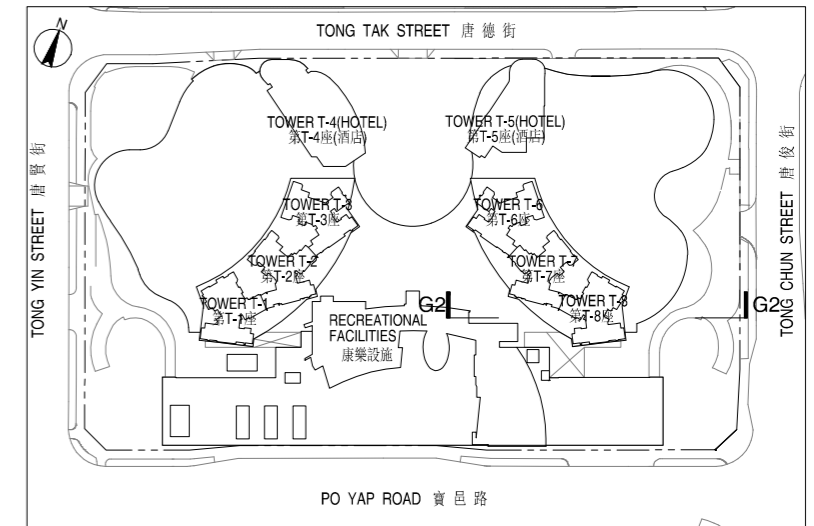 TONG TAK STREET 唐德街
N
TOWER T-4(HOTEL)
第T-4座(酒店)
TOWER T-5(HOTEL)
第T-5座(酒店)
TONG YIN STREET 唐賢街
TONG CHUN STREET 唐俊街
TOWER T-3
第T-3座
TOWER T-6
第T-6座
TOWER T-2
第T-2座
TOWER T-7
第T-7座
TOWER T-1
第T-1座
TOWER T-8
第T-8座
G2
G2
RECREATIONAL
FACILITIES
康樂設施
PO YAP ROAD 寶邑路